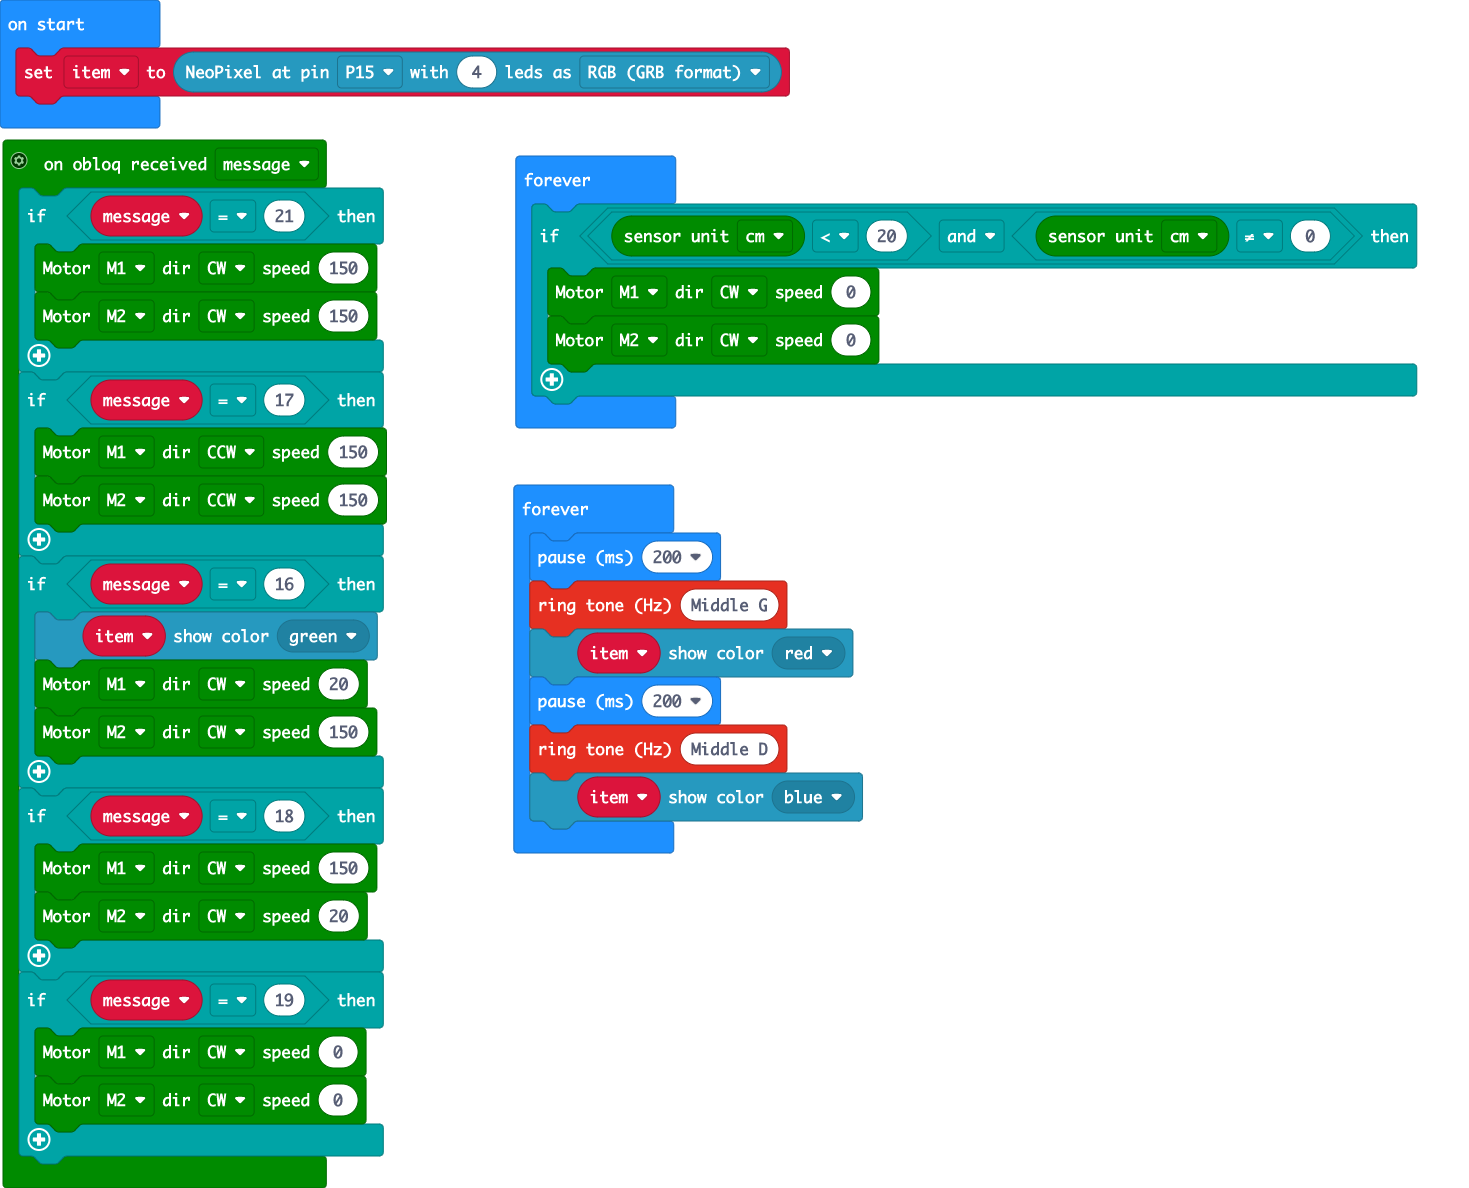 on start
set item to NeoPixel at pin P15 with 4 leds as RGB (GRB format)
on obloq received message
if message = 21 then
Motor M1 dir CW speed 150
Motor M2 dir CW speed 150
if message = 17 then
Motor M1 dir CCW speed 150
Motor M2 dir CCW speed 150
if message = 16 then
item show color green
Motor M1 dir CW speed 20
Motor M2 dir CW speed 150
if message = 18 then
Motor M1 dir CW speed 150
Motor M2 dir CW speed 20
if message = 19 then
Motor M1 dir CW speed 0
Motor M2 dir CW speed 0
forever
if sensor unit cm < 20 and sensor unit cm ≠ 0 then
Motor M1 dir CW speed 0
Motor M2 dir CW speed 0
forever
pause (ms) 200
ring tone (Hz) Middle G
item show color red
pause (ms) 200
ring tone (Hz) Middle D
item show color blue